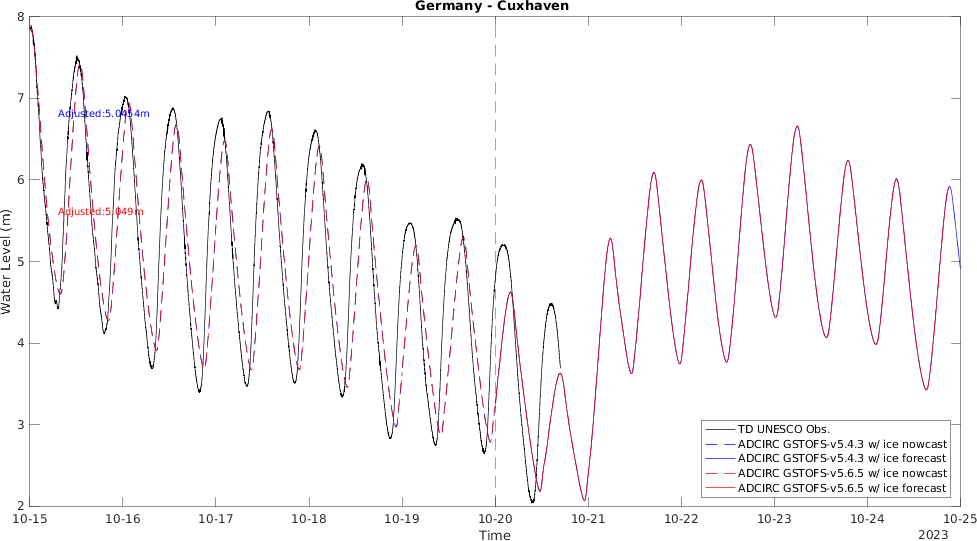 Germany - Cuxhaven
8
7
6
5
4
3
2
Water Level (m)
Adjusted:5.0454m
Adjusted:5.049m
TD UNESCO Obs.
ADCIRC GSTOFS-v5.4.3 w/ ice nowcast
ADCIRC GSTOFS-v5.4.3 w/ ice forecast
ADCIRC GSTOFS-v5.6.5 w/ ice nowcast
ADCIRC GSTOFS-v5.6.5 w/ ice forecast
10-15 10-16 10-17 10-18 10-19 10-20 10-21 10-22 10-23 10-24 10-25
Time
2023